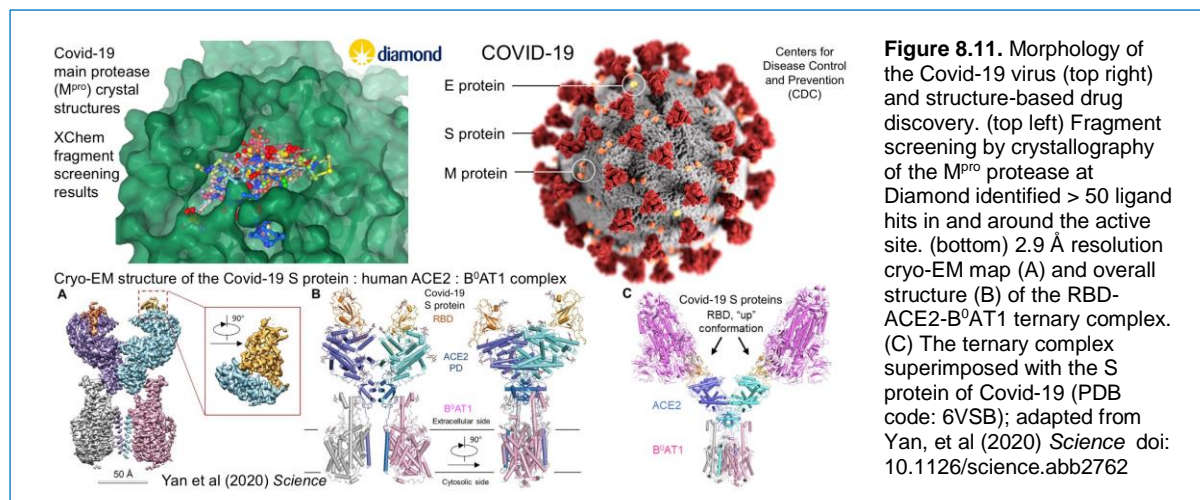 Covid-19
main protease
(Mpro) crystal
structures
XChem
fragment
screening
results
diamond
COVID-19
E protein
S protein
M protein
Centers for
Disease Control
and Prevention
(CDC)
Cryo-EM structure of the Covid-19 S protein : human ACE2 : B0AT1 complex
A
90°
50 Å
Yan et al (2020) Science
B
Covid-19
S protein
RBD
ACE2
PD
B0AT1
Extracellular side
90°
Cytosolic side
C
Covid-19 S proteins
RBD, "up"
conformation
ACE2
B0AT1
Figure 8.11. Morphology of
the Covid-19 virus (top right)
and structure-based drug
discovery. (top left) Fragment
screening by crystallography
of the Mpro protease at
Diamond identified > 50 ligand
hits in and around the active
site. (bottom) 2.9 Å resolution
cryo-EM map (A) and overall
structure (B) of the RBD-
ACE2-B0AT1 ternary complex.
(C) The ternary complex
superimposed with the S
protein of Covid-19 (PDB
code: 6VSB); adapted from
Yan, et al (2020) Science doi:
10.1126/science.abb2762